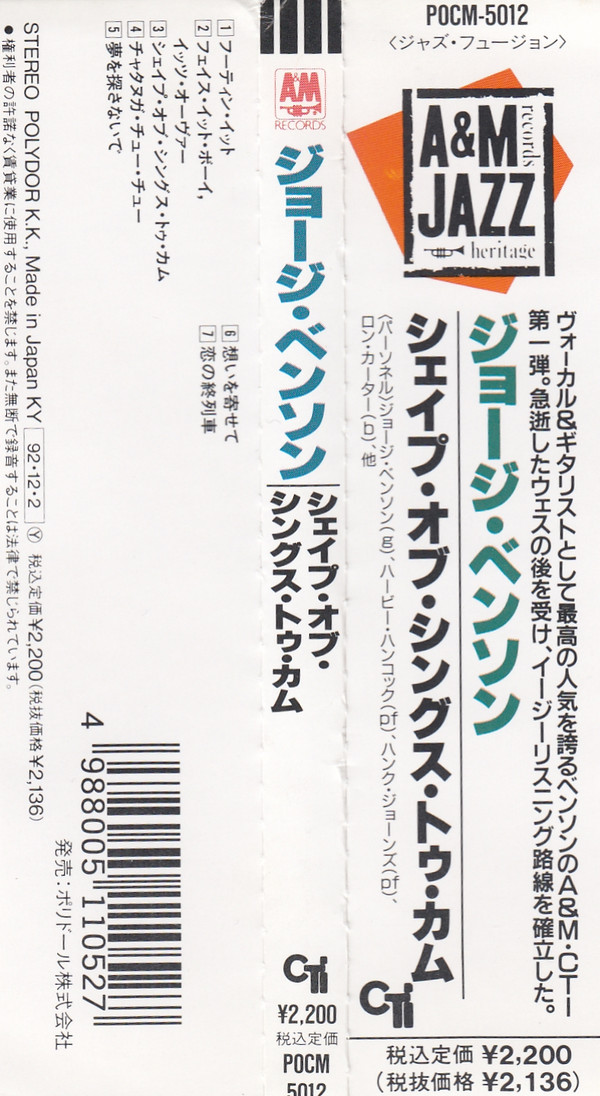 POCM-5012
〈ジャズ・フュージョン〉
A&M
records
JAZZ
heritage
ヴォーカル&ギタリストとして最高の人気を誇るベンソンのA&M・CTI
第一弾。急逝したウェスの後を受け、イージーリスニング路線を確立した。
ジョージ・ベンソン
シェイプ・オブ・シングス・トゥ・カム
〈パーソネル〉ジョージ・ベンソン(g)、ハービー・ハンコック(pf)、ハンク・ジョーンズ(pf)、
ロン・カーター(b)、他
CTi
税込定価 ¥2,200
(税抜価格 ¥2,136)
A&M
RECORDS
ジョージ・ベンソン
シェイプ・オブ・
シングス・トゥ・カム
CTi
¥2,200
税込定価
POCM
5012
1 フーティン・イット
2 フェイス・イット・ボーイ,
イッツ・オーヴァー
3 シェイプ・オブ・シングス・トゥ・カム
4 チャタヌガ・チュー・チュー
5 夢を探さないで
6 想いを寄せて
7 恋の終列車
STEREO POLYDOR K.K., Made in Japan KY 92・12・2 Ⓨ 税込定価¥2,200(税抜価格¥2,136)
●権利者の許諾なく賃貸業に使用することを禁じます。また無断で録音することは法律で禁じられています。
4 988005 110527
発売:ポリドール株式会社